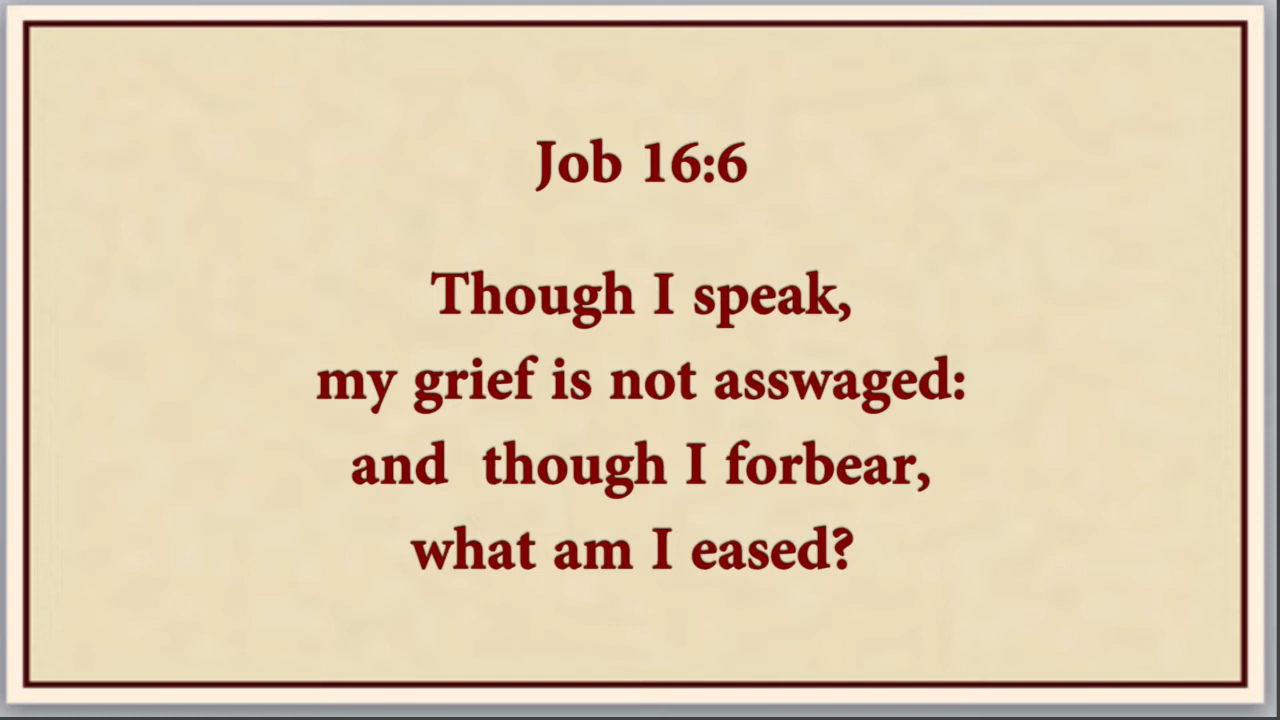 Job 16:6
Though I speak,
my grief is not asswaged:
and though I forbear,
what am I eased?